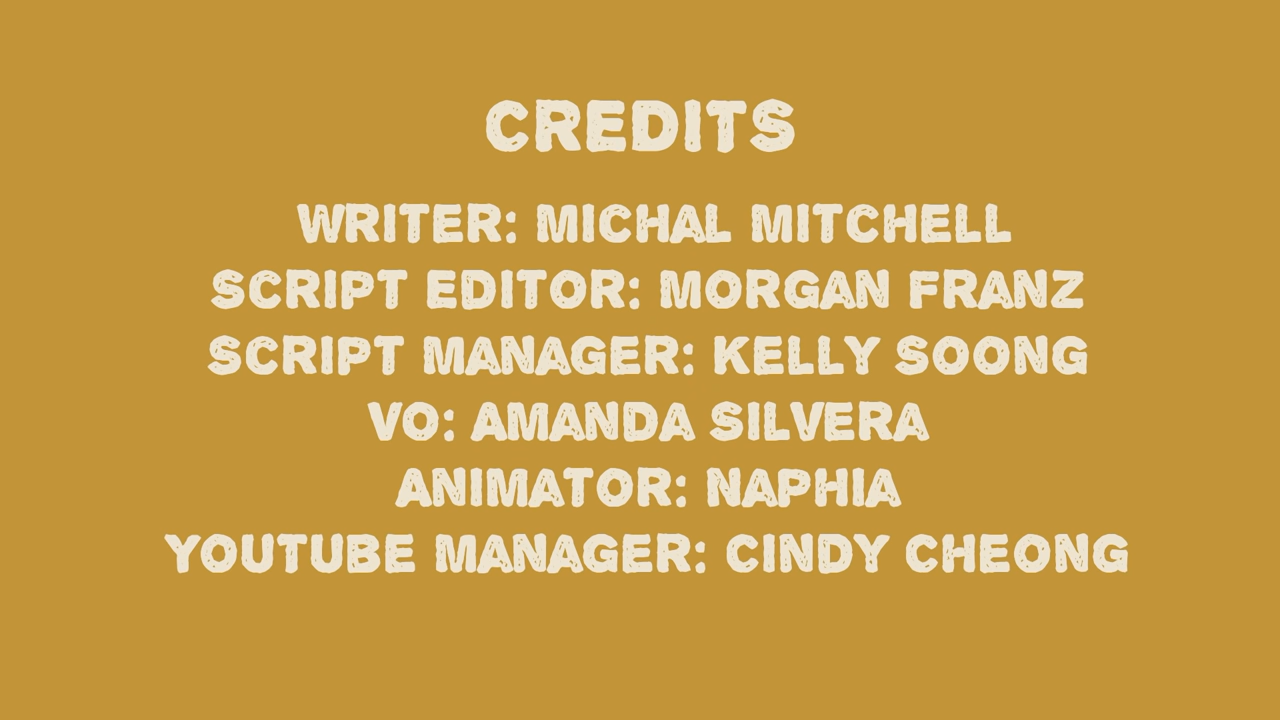 CREDITS
WRITER: MICHAL MITCHELL
SCRIPT EDITOR: MORGAN FRANZ
SCRIPT MANAGER: KELLY SOONG
VO: AMANDA SILVERA
ANIMATOR: NAPHIA
YOUTUBE MANAGER: CINDY CHEONG